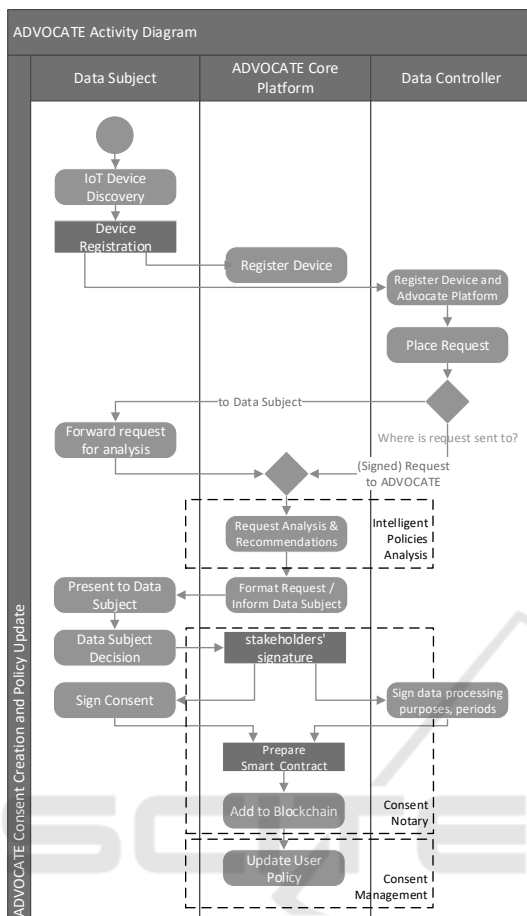 ADVOCATE Activity Diagram
Data Subject
ADVOCATE Core
Platform
Data Controller
ADVOCATE Consent Creation and Policy Update
IoT Device
Discovery
Device
Registration
Register Device
Register Device and
Advocate Platform
Place Request
to Data Subject
Where is request sent to?
Forward request
for analysis
(Signed) Request
to ADVOCATE
Request Analysis &
Recommendations
Intelligent
Policies
Analysis
Present to Data
Subject
Format Request /
Inform Data Subject
Data Subject
Decision
stakeholders'
signature
Sign Consent
Sign data processing
purposes, periods
Prepare
Smart Contract
Add to Blockchain
Consent
Notary
Update User
Policy
Consent
Management